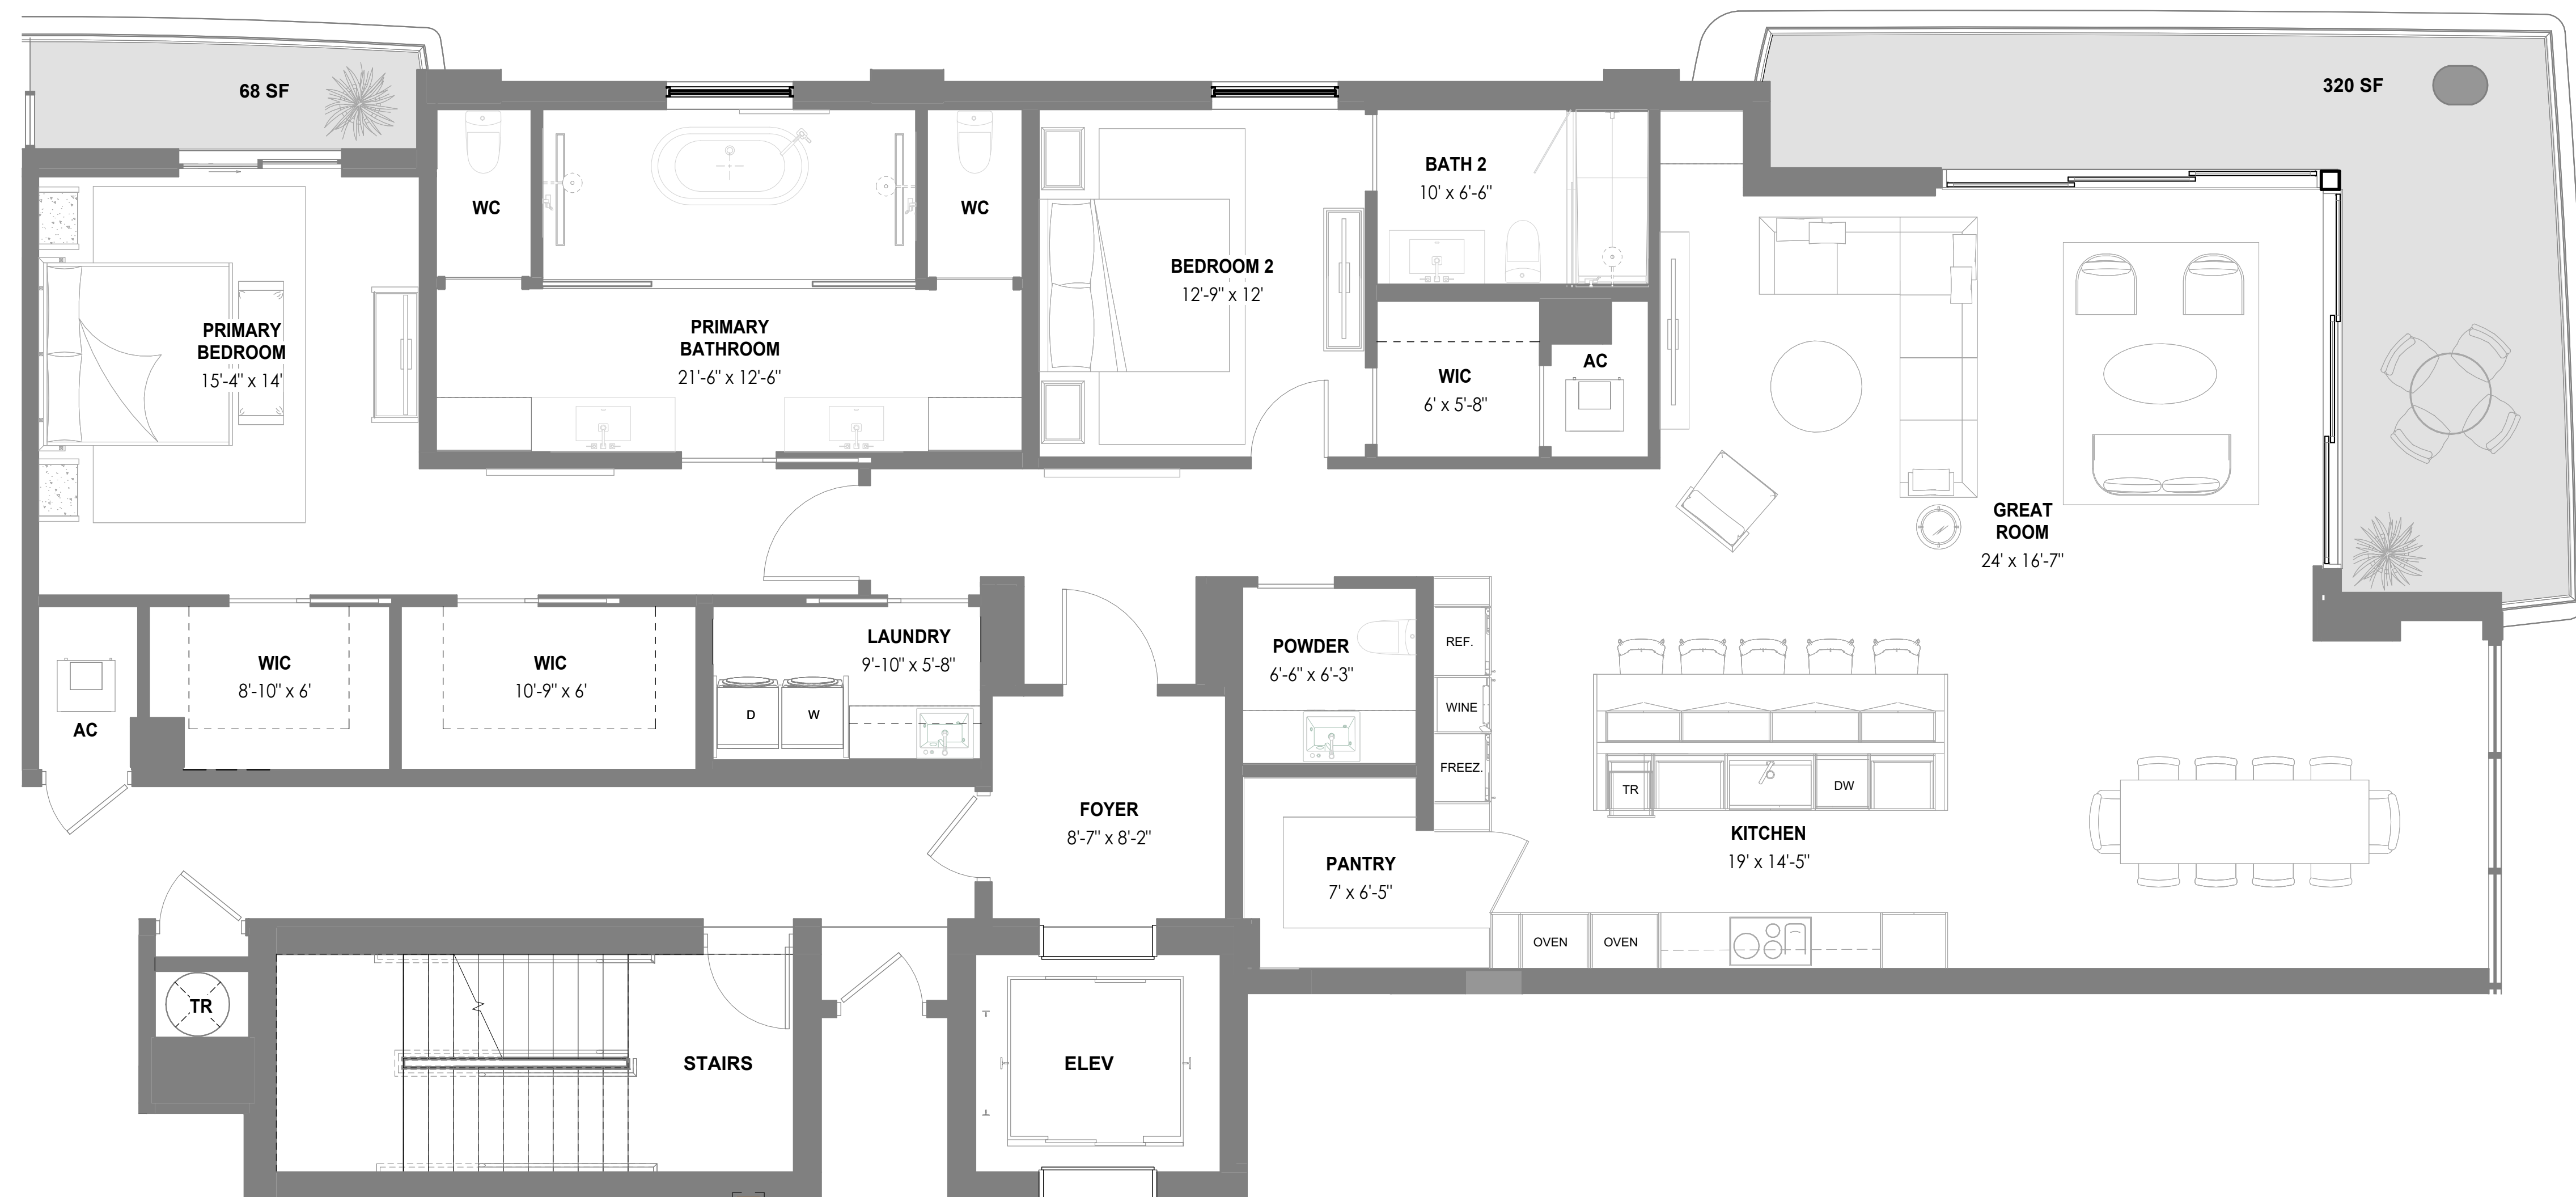 68 SF
320 SF
WC
WC
BATH 2
10' x 6'-6"
BEDROOM 2
12'-9" x 12'
PRIMARY
BEDROOM
15'-4" x 14'
PRIMARY
BATHROOM
21'-6" x 12'-6"
WIC
6' x 5'-8"
AC
GREAT
ROOM
24' x 16'-7"
AC
WIC
8'-10" x 6'
WIC
10'-9" x 6'
LAUNDRY
9'-10" x 5'-8"
D
W
POWDER
6'-6" x 6'-3"
REF.
WINE
FREEZ.
TR
DW
FOYER
8'-7" x 8'-2"
KITCHEN
19' x 14'-5"
PANTRY
7' x 6'-5"
OVEN
OVEN
TR
STAIRS
ELEV